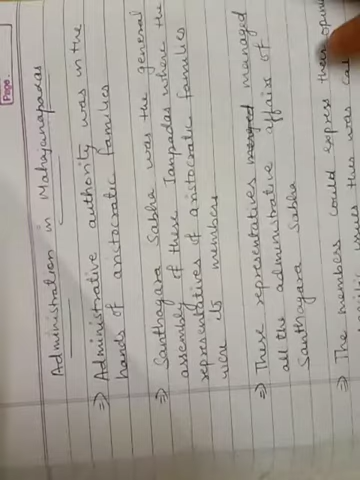 Page
Administration in Mahajanapadas
⇒ Administrative authority was in the
hands of aristocratic families
⇒ Santhagara Sabha was the general
assembly of these Janpadas where the
representatives of aristocratic families
were its members
⇒ These representatives managed
all the administrative affairs of
Santhagara Sabha
⇒ The members could express their opinion